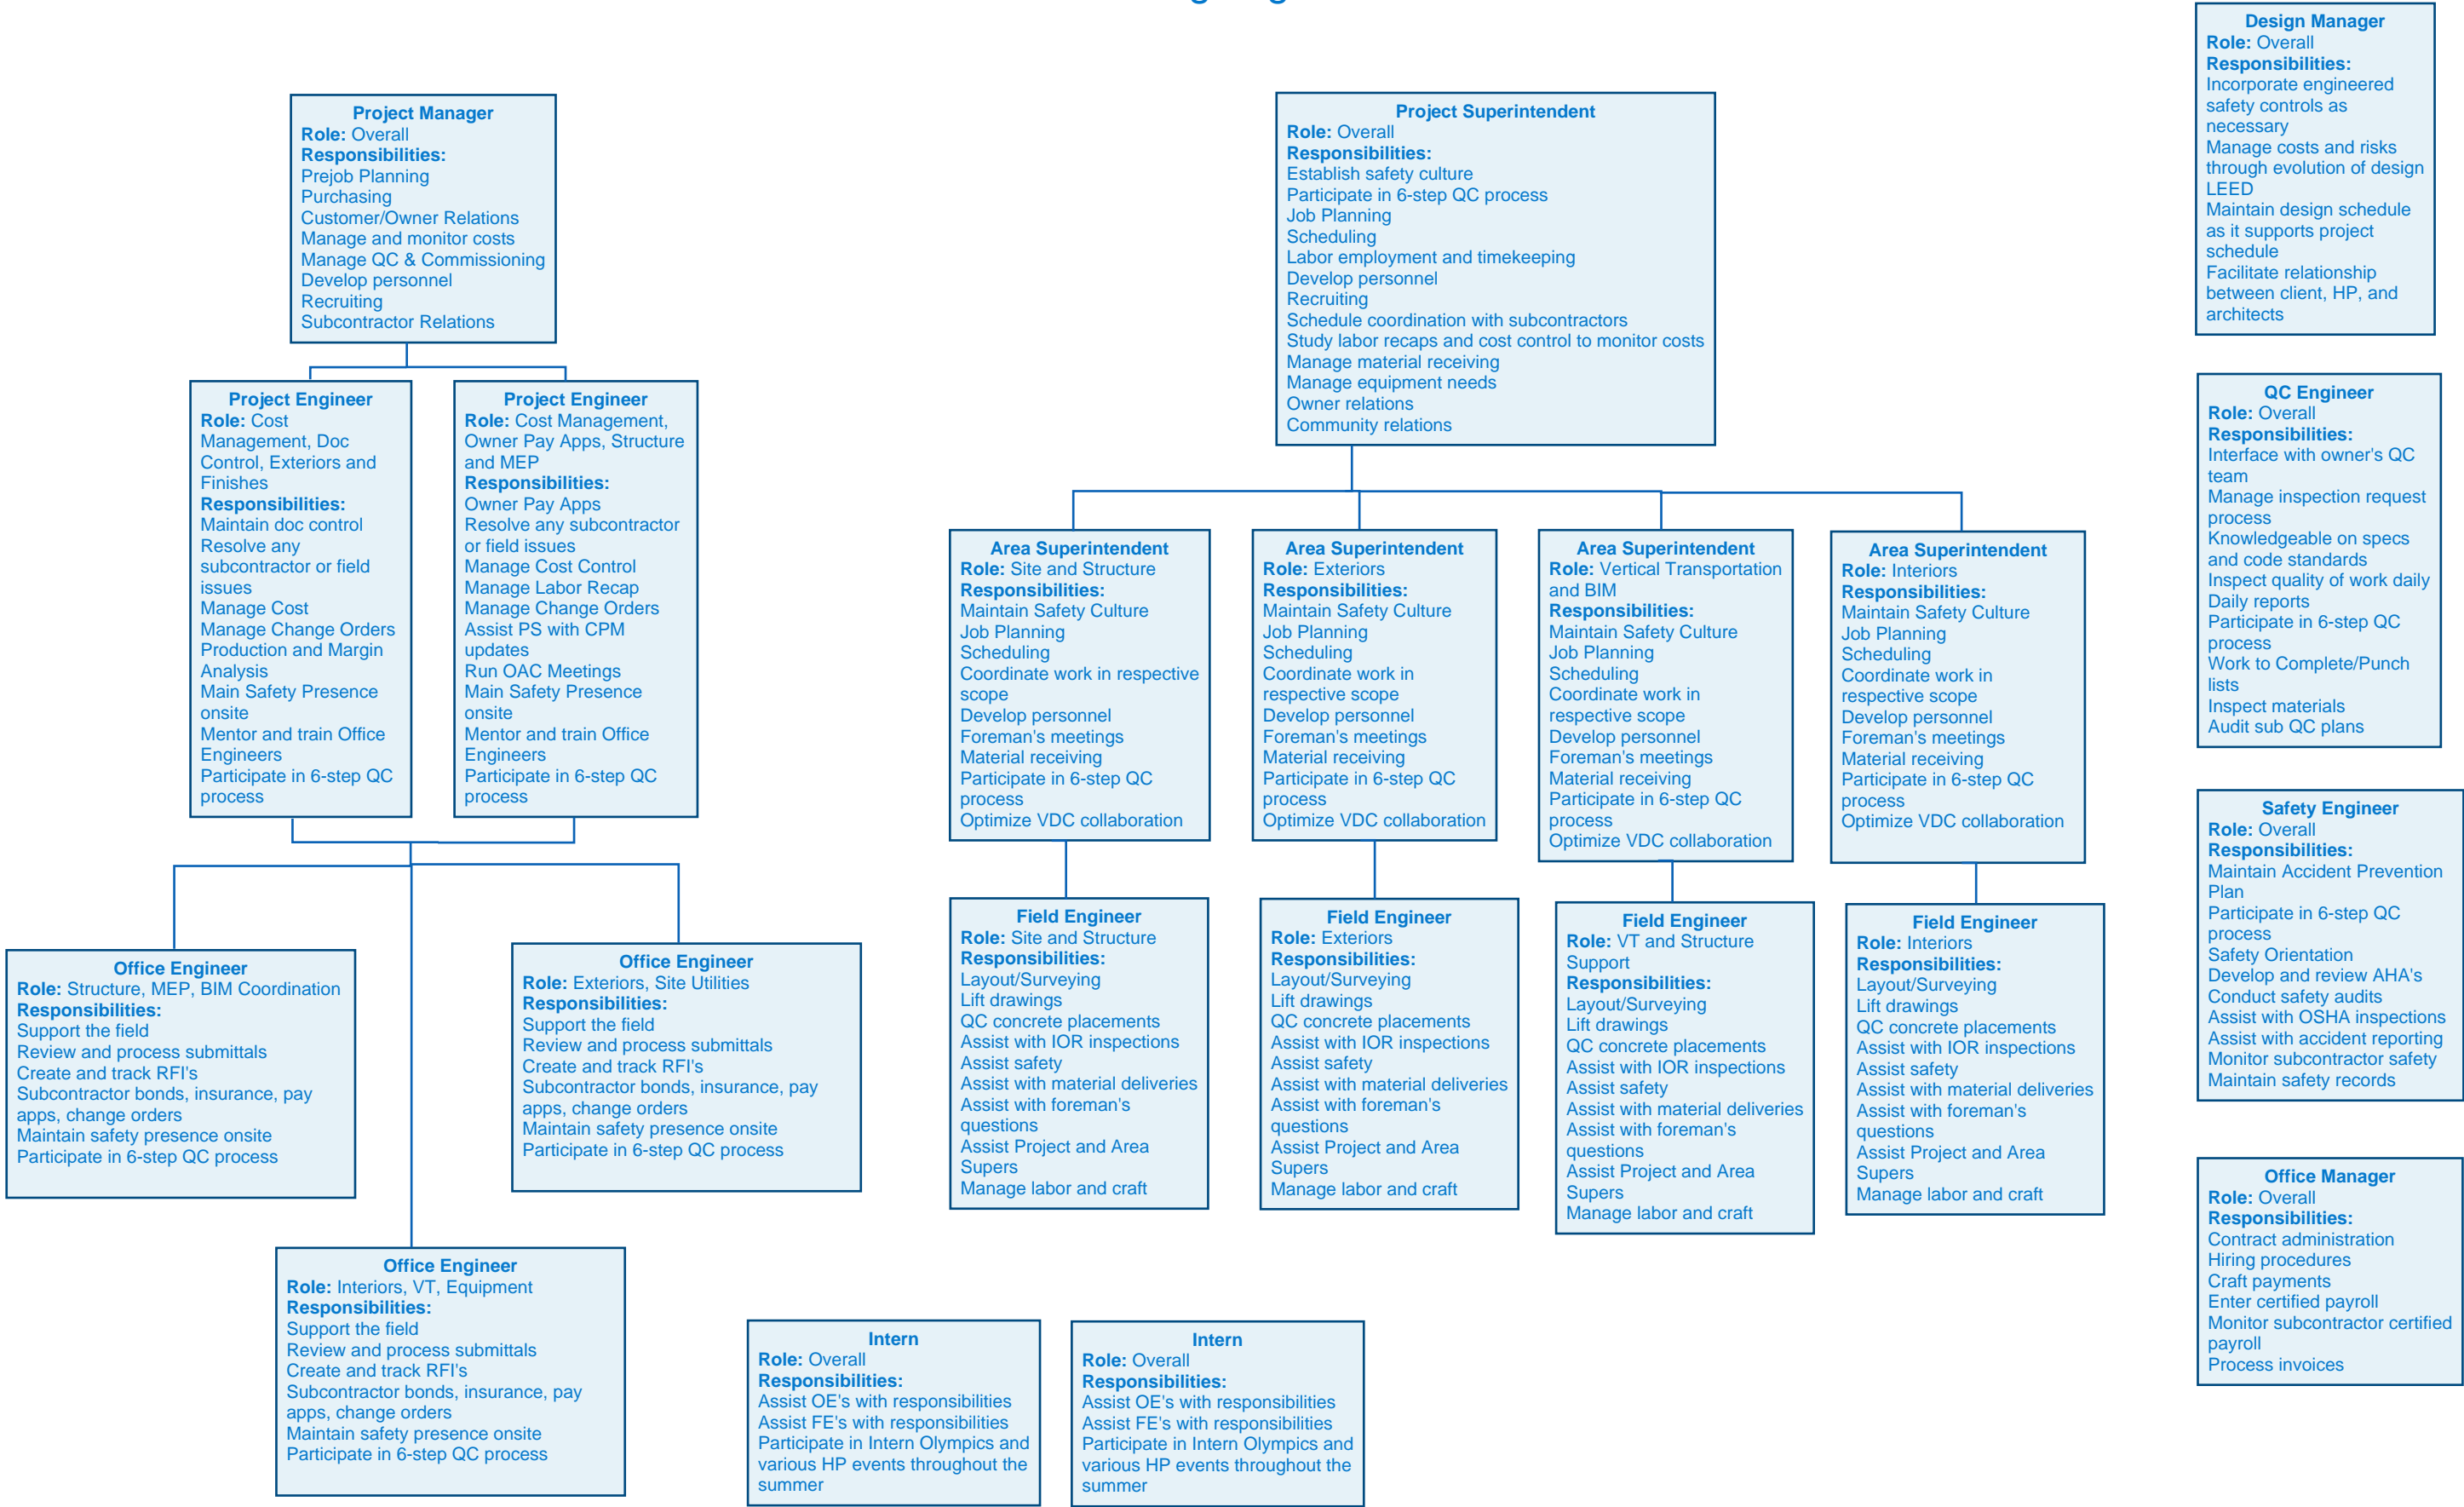 Project Manager
Role: Overall
Responsibilities:
Prejob Planning
Purchasing
Customer/Owner Relations
Manage and monitor costs
Manage QC & Commissioning
Develop personnel
Recruiting
Subcontractor Relations
Project Engineer
Role: Cost
Management, Doc
Control, Exteriors and
Finishes
Responsibilities:
Maintain doc control
Resolve any
subcontractor or field
issues
Manage Cost
Manage Change Orders
Production and Margin
Analysis
Main Safety Presence
onsite
Mentor and train Office
Engineers
Participate in 6-step QC
process
Project Engineer
Role: Cost Management,
Owner Pay Apps, Structure
and MEP
Responsibilities:
Owner Pay Apps
Resolve any subcontractor
or field issues
Manage Cost Control
Manage Labor Recap
Manage Change Orders
Assist PS with CPM
updates
Run OAC Meetings
Main Safety Presence
onsite
Mentor and train Office
Engineers
Participate in 6-step QC
process
Office Engineer
Role: Structure, MEP, BIM Coordination
Responsibilities:
Support the field
Review and process submittals
Create and track RFI's
Subcontractor bonds, insurance, pay
apps, change orders
Maintain safety presence onsite
Participate in 6-step QC process
Office Engineer
Role: Exteriors, Site Utilities
Responsibilities:
Support the field
Review and process submittals
Create and track RFI's
Subcontractor bonds, insurance, pay
apps, change orders
Maintain safety presence onsite
Participate in 6-step QC process
Office Engineer
Role: Interiors, VT, Equipment
Responsibilities:
Support the field
Review and process submittals
Create and track RFI's
Subcontractor bonds, insurance, pay
apps, change orders
Maintain safety presence onsite
Participate in 6-step QC process
Project Superintendent
Role: Overall
Responsibilities:
Establish safety culture
Participate in 6-step QC process
Job Planning
Scheduling
Labor employment and timekeeping
Develop personnel
Recruiting
Schedule coordination with subcontractors
Study labor recaps and cost control to monitor costs
Manage material receiving
Manage equipment needs
Owner relations
Community relations
Area Superintendent
Role: Site and Structure
Responsibilities:
Maintain Safety Culture
Job Planning
Scheduling
Coordinate work in respective
scope
Develop personnel
Foreman's meetings
Material receiving
Participate in 6-step QC
process
Optimize VDC collaboration
Area Superintendent
Role: Exteriors
Responsibilities:
Maintain Safety Culture
Job Planning
Scheduling
Coordinate work in
respective scope
Develop personnel
Foreman's meetings
Material receiving
Participate in 6-step QC
process
Optimize VDC collaboration
Area Superintendent
Role: Vertical Transportation
and BIM
Responsibilities:
Maintain Safety Culture
Job Planning
Scheduling
Coordinate work in
respective scope
Develop personnel
Foreman's meetings
Material receiving
Participate in 6-step QC
process
Optimize VDC collaboration
Area Superintendent
Role: Interiors
Responsibilities:
Maintain Safety Culture
Job Planning
Scheduling
Coordinate work in
respective scope
Develop personnel
Foreman's meetings
Material receiving
Participate in 6-step QC
process
Optimize VDC collaboration
Field Engineer
Role: Site and Structure
Responsibilities:
Layout/Surveying
Lift drawings
QC concrete placements
Assist with IOR inspections
Assist safety
Assist with material deliveries
Assist with foreman's
questions
Assist Project and Area
Supers
Manage labor and craft
Field Engineer
Role: Exteriors
Responsibilities:
Layout/Surveying
Lift drawings
QC concrete placements
Assist with IOR inspections
Assist safety
Assist with material deliveries
Assist with foreman's
questions
Assist Project and Area
Supers
Manage labor and craft
Field Engineer
Role: VT and Structure
Support
Responsibilities:
Layout/Surveying
Lift drawings
QC concrete placements
Assist with IOR inspections
Assist safety
Assist with material deliveries
Assist with foreman's
questions
Assist Project and Area
Supers
Manage labor and craft
Field Engineer
Role: Interiors
Responsibilities:
Layout/Surveying
Lift drawings
QC concrete placements
Assist with IOR inspections
Assist safety
Assist with material deliveries
Assist with foreman's
questions
Assist Project and Area
Supers
Manage labor and craft
Intern
Role: Overall
Responsibilities:
Assist OE's with responsibilities
Assist FE's with responsibilities
Participate in Intern Olympics and
various HP events throughout the
summer
Intern
Role: Overall
Responsibilities:
Assist OE's with responsibilities
Assist FE's with responsibilities
Participate in Intern Olympics and
various HP events throughout the
summer
Design Manager
Role: Overall
Responsibilities:
Incorporate engineered
safety controls as
necessary
Manage costs and risks
through evolution of design
LEED
Maintain design schedule
as it supports project
schedule
Facilitate relationship
between client, HP, and
architects
QC Engineer
Role: Overall
Responsibilities:
Interface with owner's QC
team
Manage inspection request
process
Knowledgeable on specs
and code standards
Inspect quality of work daily
Daily reports
Participate in 6-step QC
process
Work to Complete/Punch
lists
Inspect materials
Audit sub QC plans
Safety Engineer
Role: Overall
Responsibilities:
Maintain Accident Prevention
Plan
Participate in 6-step QC
process
Safety Orientation
Develop and review AHA's
Conduct safety audits
Assist with OSHA inspections
Assist with accident reporting
Monitor subcontractor safety
Maintain safety records
Office Manager
Role: Overall
Responsibilities:
Contract administration
Hiring procedures
Craft payments
Enter certified payroll
Monitor subcontractor certified
payroll
Process invoices